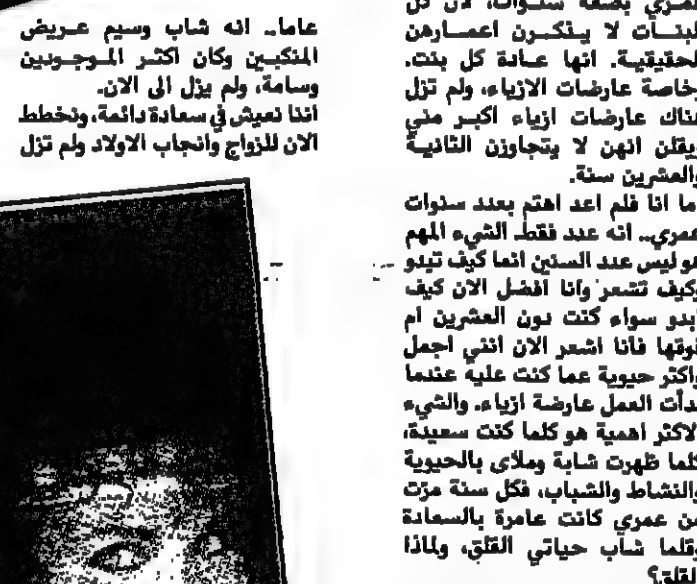 عمري بضعة سنوات، لان كل
البنات لا يذكرن اعمارهن
الحقيقية. انها عادة كل بنت.
وخاصة عارضات الازياء، ولم تزل
هناك عارضات ازياء اكبر مني
ويقلن انهن لا يتجاوزن الثانية
والعشرين سنة.
اما انا فلم اعد اهتم بعدد سنوات
عمري.. انه عدد فقط. الشيء المهم
هو ليس عدد السنين انما كيف تبدو
وكيف تشعر وانا افضل الان كيف
ابدو سواء كنت دون العشرين ام
فوقها فانا اشعر الان انني اجمل
واكثر حيوية عما كنت عليه عندما
بدأت العمل عارضة ازياء. والشيء
الاكثر اهمية هو كلما كنت سعيدة،
كلما ظهرت شابة وملأى بالحيوية
والنشاط والشباب، فكل سنة مرّت
من عمري كانت عامرة بالسعادة
وقلما شاب حياتي القلق، ولماذا
القلق؟
عاما.. انه شاب وسيم عريض
المنكبين وكان اكثر الموجودين
وسامة، ولم يزل الى الان.
اننا نعيش في سعادة دائمة، ونخطط
الان للزواج وانجاب الاولاد ولم تزل